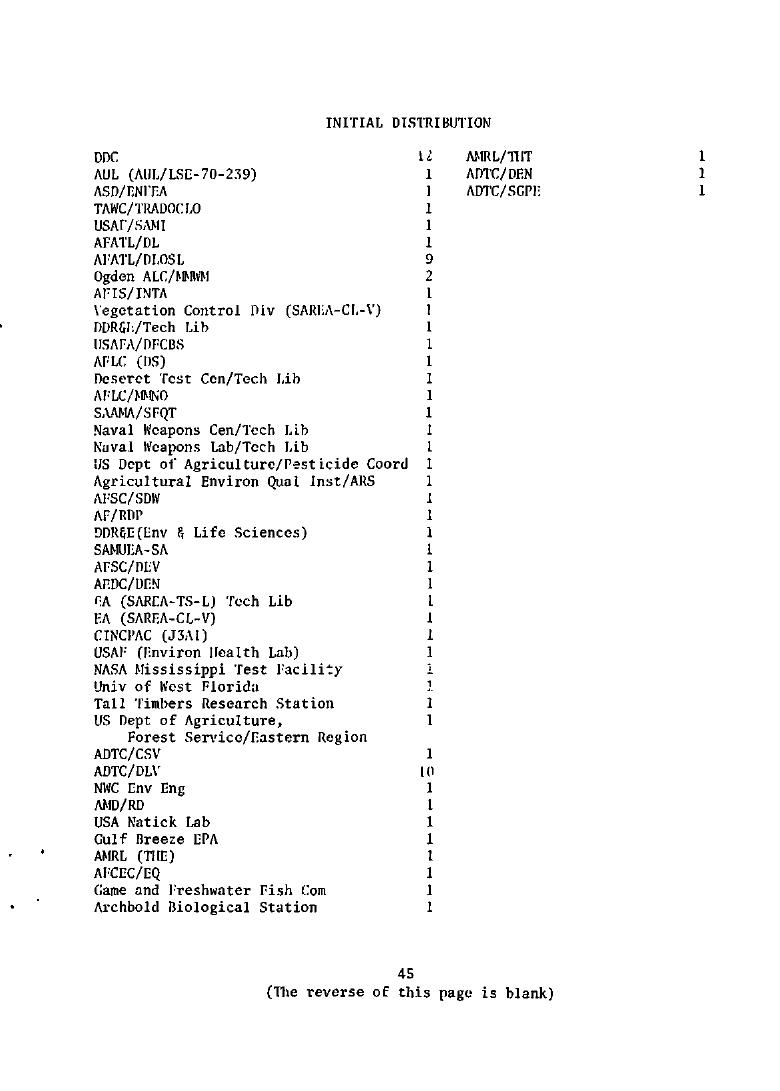 INITIAL DISTRIBUTION
DDC 12
AUL (AUL/LSE-70-239) 1
ASD/ENFEA 1
TAWC/TRADOCLO 1
USAF/SAMI 1
AFATL/DL 1
AFATL/DLOSL 9
Ogden ALC/MMWM 2
AFIS/INTA 1
Vegetation Control Div (SAREA-CL-V) 1
DDR&E/Tech Lib 1
USAFA/DFCBS 1
AFLC (DS) 1
Deseret Test Cen/Tech Lib 1
AFLC/MMNO 1
SAAMA/SFQT 1
Naval Weapons Cen/Tech Lib 1
Naval Weapons Lab/Tech Lib 1
US Dept of Agriculture/Pesticide Coord 1
Agricultural Environ Qual Inst/ARS 1
AFSC/SDW 1
AF/RDP 1
DDR&E(Env & Life Sciences) 1
SAMUEA-SA 1
AFSC/DEV 1
AEDC/DEN 1
EA (SAREA-TS-L) Tech Lib 1
EA (SAREA-CL-V) 1
CINCPAC (J3A1) 1
USAF (Environ Health Lab) 1
NASA Mississippi Test Facility 1
Univ of West Florida 1
Tall Timbers Research Station 1
US Dept of Agriculture, 1
Forest Service/Eastern Region
ADTC/CSV 1
ADTC/DLV 10
NWC Env Eng 1
AMD/RD 1
USA Natick Lab 1
Gulf Breeze EPA 1
AMRL (THE) 1
AFCEC/EQ 1
Game and Freshwater Fish Com 1
Archbold Biological Station 1
AMRL/THT 1
ADTC/DEN 1
ADTC/SGPE 1
45
(The reverse of this page is blank)